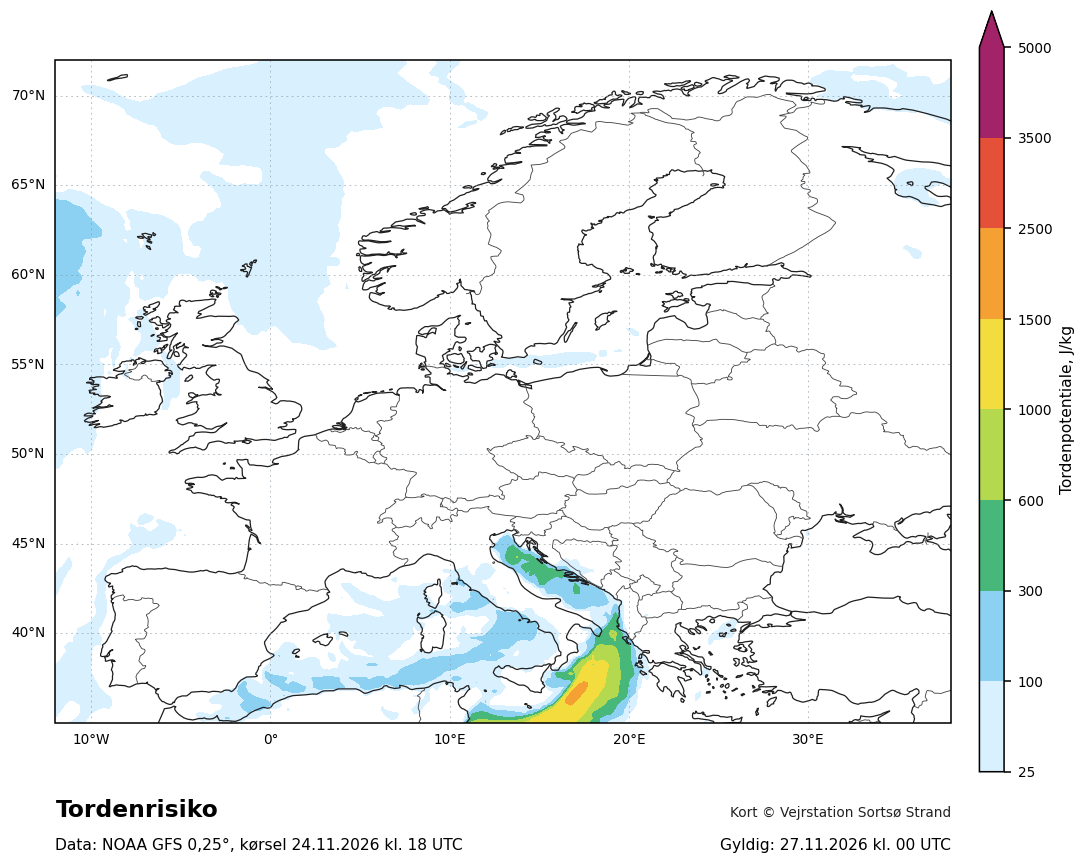 70°N
65°N
60°N
55°N
50°N
45°N
40°N
10°W
0°
10°E
20°E
30°E
5000
3500
2500
1500
1000
600
300
100
25
Tordenpotentiale, J/kg
Tordenrisiko
Kort © Vejrstation Sortsø Strand
Data: NOAA GFS 0,25°, kørsel 24.11.2026 kl. 18 UTC
Gyldig: 27.11.2026 kl. 00 UTC